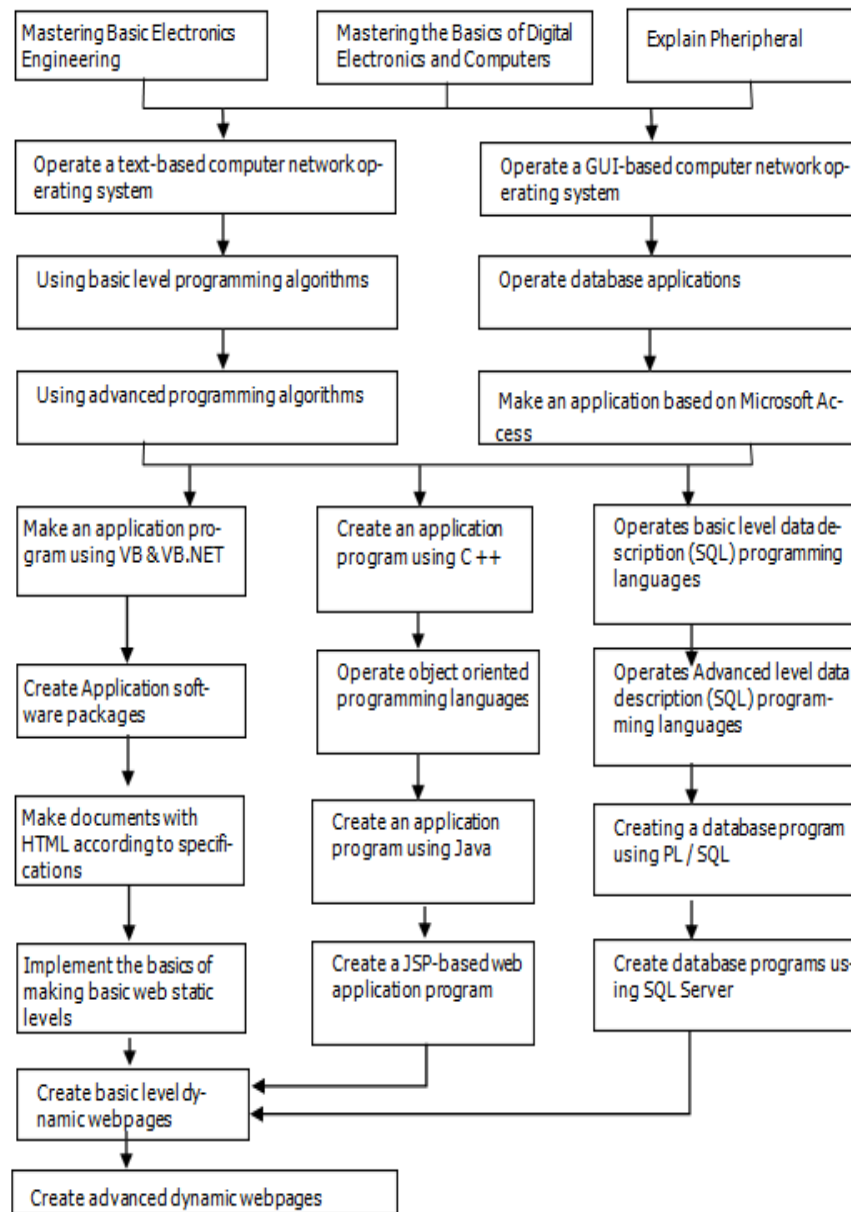 Mastering Basic Electronics
Engineering
Mastering the Basics of Digital
Electronics and Computers
Explain Pheripheral
Operate a text-based computer network op-
erating system
Operate a GUI-based computer network op-
erating system
Using basic level programming algorithms
Operate database applications
Using advanced programming algorithms
Make an application based on Microsoft Ac-
cess
Make an application pro-
gram using VB & VB.NET
Create an application
program using C ++
Operates basic level data de-
scription (SQL) programming
languages
Create Application soft-
ware packages
Operate object oriented
programming languages
Operates Advanced level data
description (SQL) program-
ming languages
Make documents with
HTML according to specifi-
cations
Create an application
program using Java
Creating a database program
using PL / SQL
Implement the basics of
making basic web static
levels
Create a JSP-based web
application program
Create database programs us-
ing SQL Server
Create basic level dy-
namic webpages
Create advanced dynamic webpages